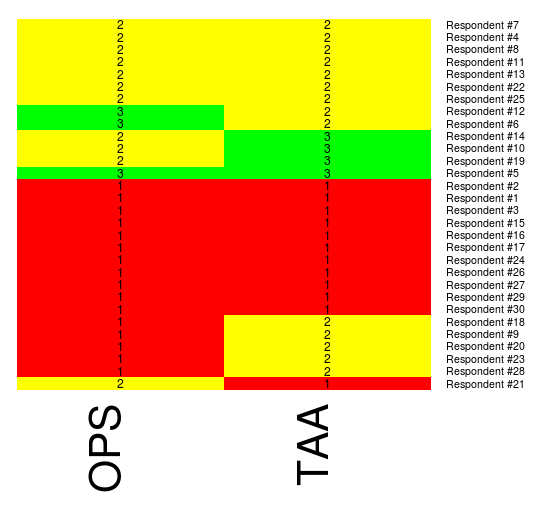 2 2 Respondent #7
2 2 Respondent #4
2 2 Respondent #8
2 2 Respondent #11
2 2 Respondent #13
2 2 Respondent #22
2 2 Respondent #25
3 2 Respondent #12
3 2 Respondent #6
2 3 Respondent #14
2 3 Respondent #10
2 3 Respondent #19
3 3 Respondent #5
1 1 Respondent #2
1 1 Respondent #1
1 1 Respondent #3
1 1 Respondent #15
1 1 Respondent #16
1 1 Respondent #17
1 1 Respondent #24
1 1 Respondent #26
1 1 Respondent #27
1 1 Respondent #29
1 1 Respondent #30
1 2 Respondent #18
1 2 Respondent #9
1 2 Respondent #20
1 2 Respondent #23
1 2 Respondent #28
2 1 Respondent #21
OPS TAA